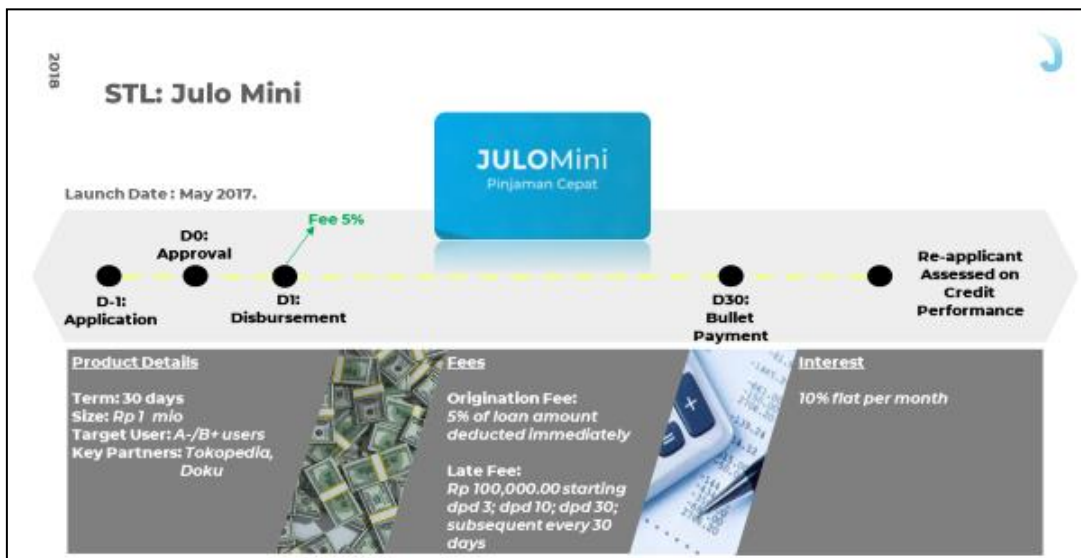 2018
STL: Julo Mini
JULOMini
Pinjaman Cepat
Launch Date : May 2017.
Fee 5%
D0:
Approval
D-1:
Application
D1:
Disbursement
D30:
Bullet
Payment
Re-applicant
Assessed on
Credit
Performance
Product Details
Term: 30 days
Size: Rp 1 mio
Target User: A-/B+ users
Key Partners: Tokopedia,
Doku
Fees
Origination Fee:
5% of loan amount
deducted immediately
Late Fee:
Rp 100,000.00 starting
dpd 3; dpd 10; dpd 30;
subsequent every 30
days
Interest
10% flat per month